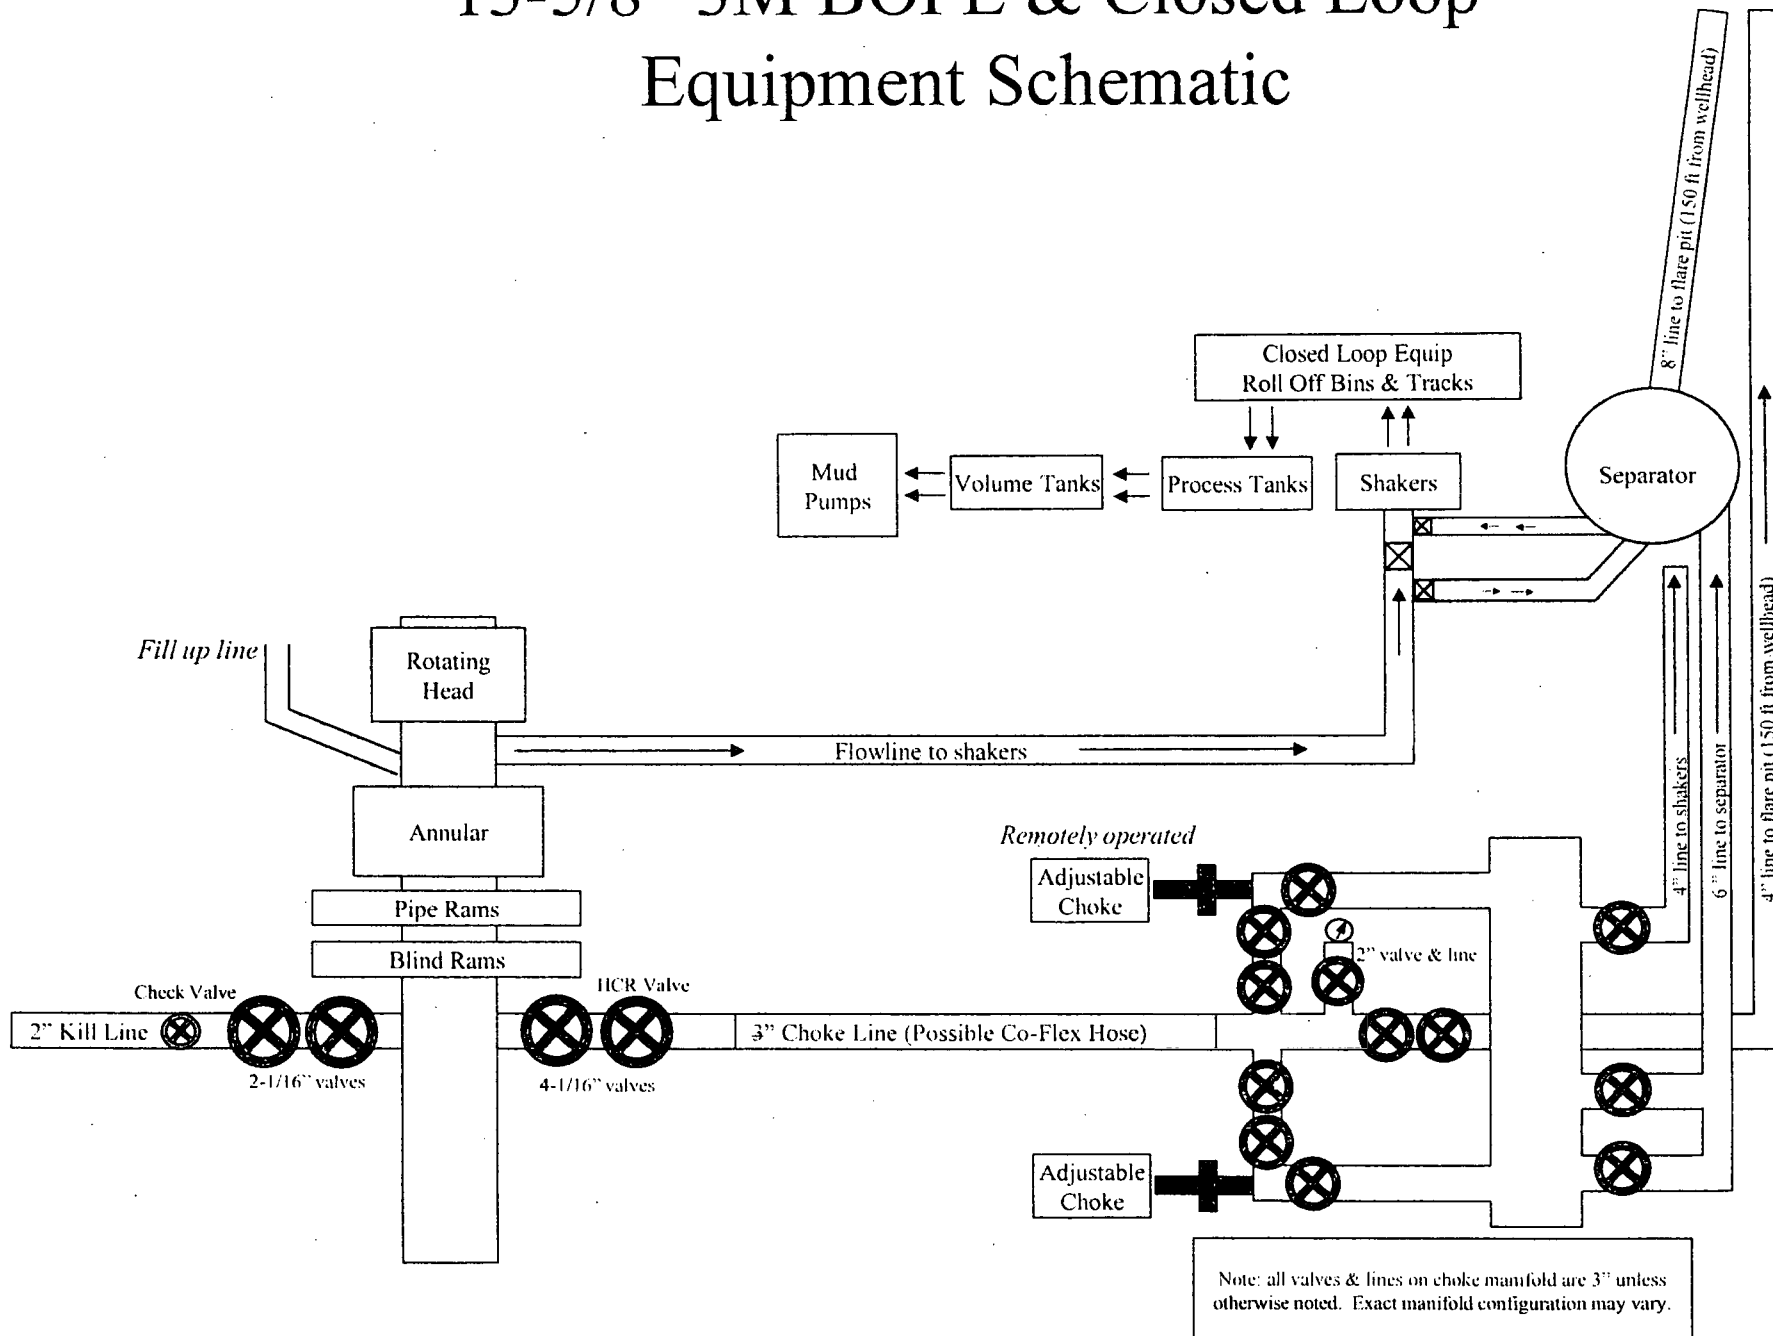 Equipment Schematic
8" line to flare pit (150 ft from wellhead)
Closed Loop Equip
Roll Off Bins & Tracks
Mud
Pumps
Volume Tanks
Process Tanks
Shakers
Separator
Fill up line
Rotating
Head
Flowline to shakers
Annular
Pipe Rams
Blind Rams
Check Valve
HCR Valve
2" Kill Line
3" Choke Line (Possible Co-Flex Hose)
2-1/16" valves
4-1/16" valves
Remotely operated
Adjustable
Choke
2" valve & line
Adjustable
Choke
4" line to shakers
6" line to separator
4" line to flare pit (150 ft from wellhead)
Note: all valves & lines on choke manifold are 3" unless
otherwise noted. Exact manifold configuration may vary.